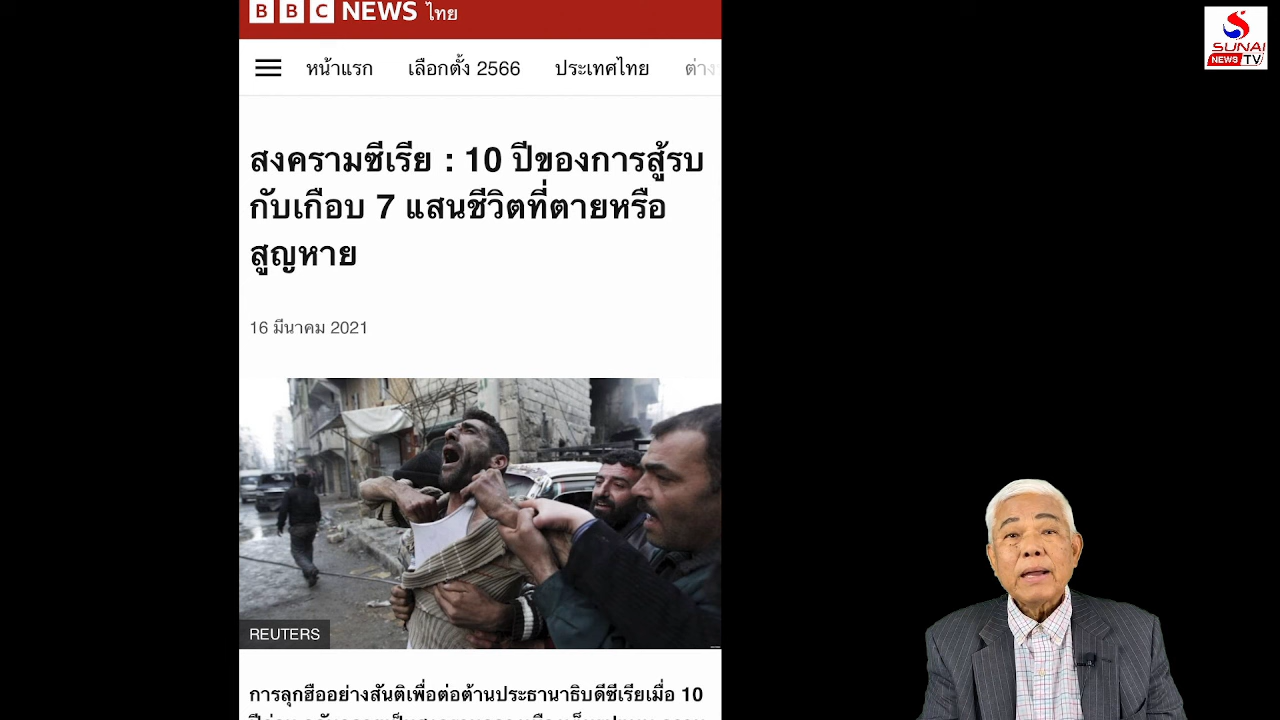 BBC NEWS ไทย
SUNAI
NEWS TV
หน้าแรก เลือกตั้ง 2566 ประเทศไทย ต่าง
สงครามซีเรีย : 10 ปีของการสู้รบ
กับเกือบ 7 แสนชีวิตที่ตายหรือ
สูญหาย
16 มีนาคม 2021
REUTERS
การลุกฮืออย่างสันติเพื่อต่อต้านประธานาธิบดีซีเรียเมื่อ 10